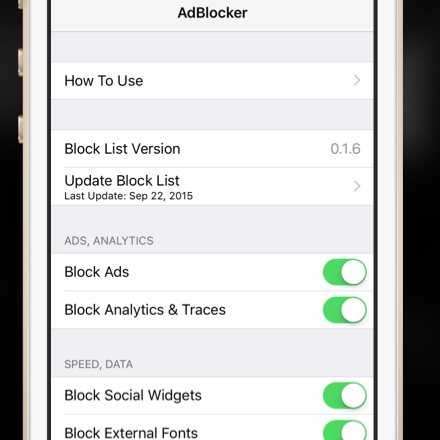 AdBlocker
How To Use
Block List Version 0.1.6
Update Block List
Last Update: Sep 22, 2015
ADS, ANALYTICS
Block Ads
Block Analytics & Traces
SPEED, DATA
Block Social Widgets
Block External Fonts